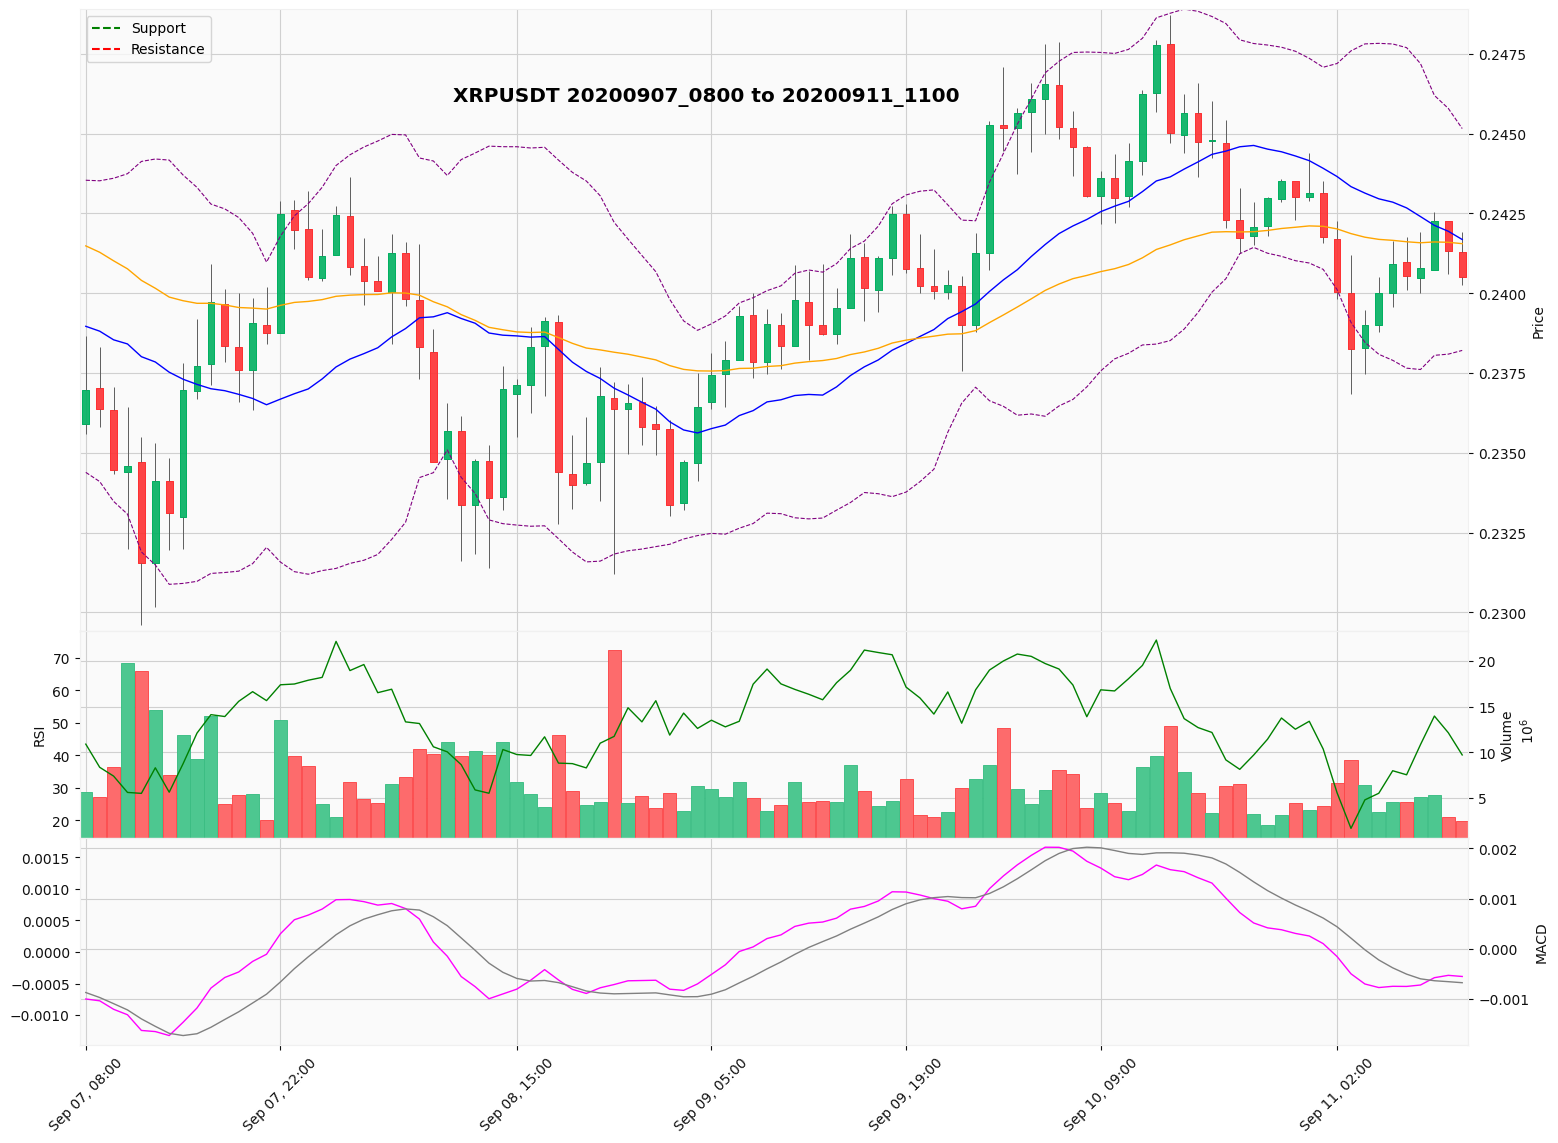 Support
Resistance
XRPUSDT 20200907_0800 to 20200911_1100
0.2475
0.2450
0.2425
0.2400
0.2375
0.2350
0.2325
0.2300
Price
70
60
50
40
30
20
RSI
20
15
10
5
Volume
10⁶
0.0015
0.0010
0.0005
0.0000
−0.0005
−0.0010
0.002
0.001
0.000
−0.001
MACD
Sep 07, 08:00
Sep 07, 22:00
Sep 08, 15:00
Sep 09, 05:00
Sep 09, 19:00
Sep 10, 09:00
Sep 11, 02:00